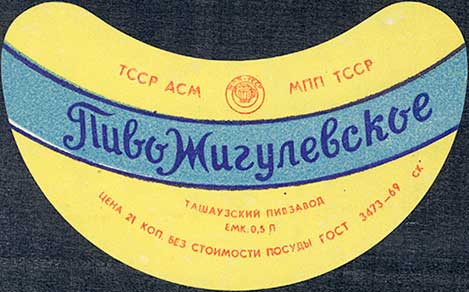 ТССР АСМ МПП ТССР
Пиво Жигулевское
ТАШАУЗСКИЙ ПИВЗАВОД
ЕМК. 0,5 Л
ЦЕНА 21 КОП. БЕЗ СТОИМОСТИ ПОСУДЫ ГОСТ 3473—69 СК